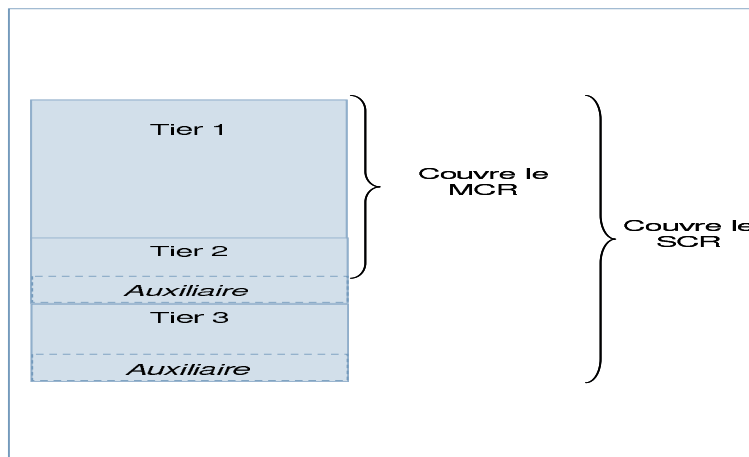 Tier 1
Couvre le
MCR
Couvre le
SCR
Tier 2
Auxiliaire
Tier 3
Auxiliaire